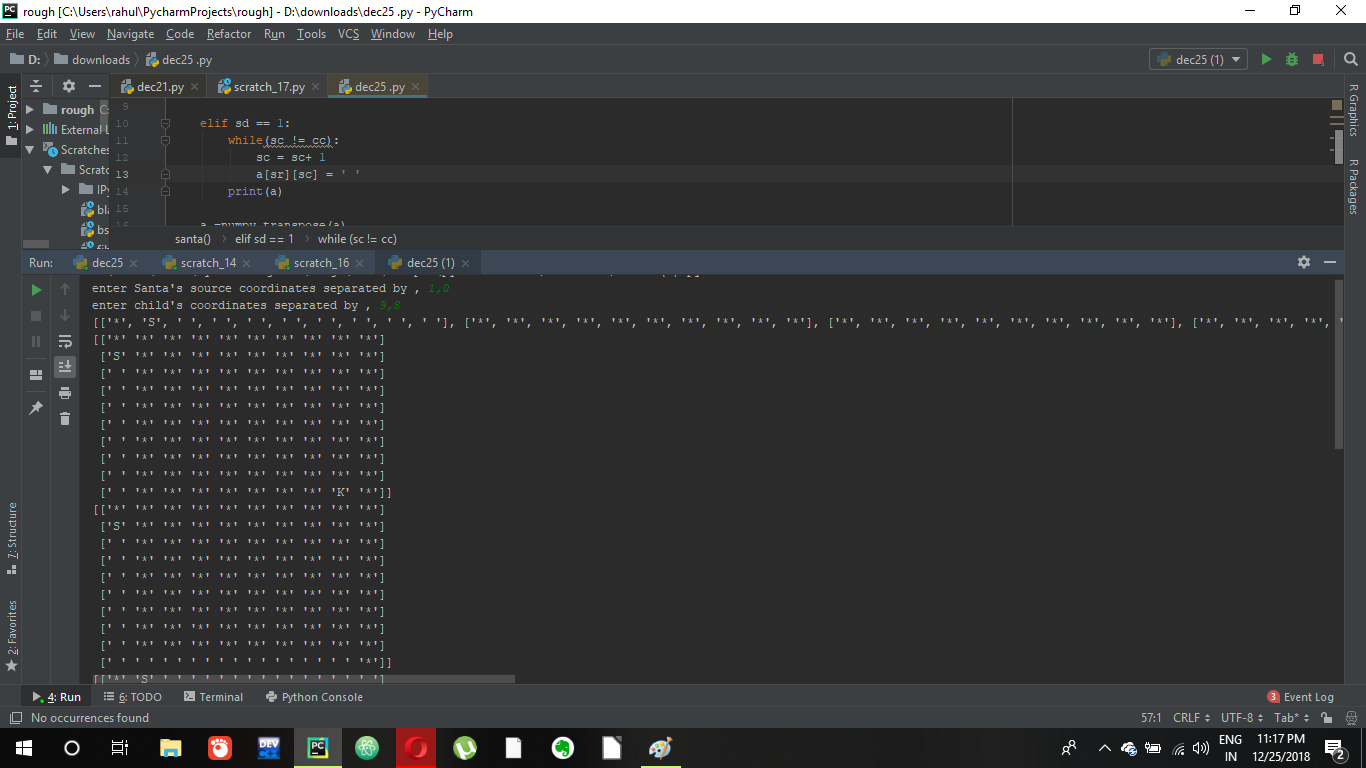 rough [C:\Users\rahul\PycharmProjects\rough] - D:\downloads\dec25 .py - PyCharm
File Edit View Navigate Code Refactor Run Tools VCS Window Help
D: downloads dec25 .py dec25 (1)
1: Project dec21.py scratch_17.py dec25 .py
rough
External L
Scratches
Scratc
IPy
bla
bs
9
10 elif sd == 1:
11 while(sc != cc):
12 sc = sc+ 1
13 a[sr][sc] = ' '
14 print(a)
15
16 a =numpy.transpose(a)
santa() elif sd == 1 while (sc != cc)
R Graphics
R Packages
Run: dec25 scratch_14 scratch_16 dec25 (1)
enter Santa's source coordinates separated by , 1,0
enter child's coordinates separated by , 9,8
[['*', 'S', ' ', ' ', ' ', ' ', ' ', ' ', ' ', ' '], ['*', '*', '*', '*', '*', '*', '*', '*', '*', '*'], ['*', '*', '*', '*', '*', '*', '*', '*', '*', '*'], ['*', '*', '*', '*', '
[['*' '*' '*' '*' '*' '*' '*' '*' '*' '*']
['S' '*' '*' '*' '*' '*' '*' '*' '*' '*']
[' ' '*' '*' '*' '*' '*' '*' '*' '*' '*']
[' ' '*' '*' '*' '*' '*' '*' '*' '*' '*']
[' ' '*' '*' '*' '*' '*' '*' '*' '*' '*']
[' ' '*' '*' '*' '*' '*' '*' '*' '*' '*']
[' ' '*' '*' '*' '*' '*' '*' '*' '*' '*']
[' ' '*' '*' '*' '*' '*' '*' '*' '*' '*']
[' ' '*' '*' '*' '*' '*' '*' '*' '*' '*']
[' ' '*' '*' '*' '*' '*' '*' '*' 'K' '*']]
[['*' '*' '*' '*' '*' '*' '*' '*' '*' '*']
['S' '*' '*' '*' '*' '*' '*' '*' '*' '*']
[' ' '*' '*' '*' '*' '*' '*' '*' '*' '*']
[' ' '*' '*' '*' '*' '*' '*' '*' '*' '*']
[' ' '*' '*' '*' '*' '*' '*' '*' '*' '*']
[' ' '*' '*' '*' '*' '*' '*' '*' '*' '*']
[' ' '*' '*' '*' '*' '*' '*' '*' '*' '*']
[' ' '*' '*' '*' '*' '*' '*' '*' '*' '*']
[' ' '*' '*' '*' '*' '*' '*' '*' '*' '*']
[' ' ' ' ' ' ' ' ' ' ' ' ' ' ' ' ' ' '*']]
[['*' 'S' ' ' ' ' ' ' ' ' ' ' ' ' ' ' ' ']
7: Structure
2: Favorites
4: Run 6: TODO Terminal Python Console 3 Event Log
No occurrences found 57:1 CRLF UTF-8 Tab*
DEV C++ PC
ENG IN
11:17 PM
12/25/2018
2